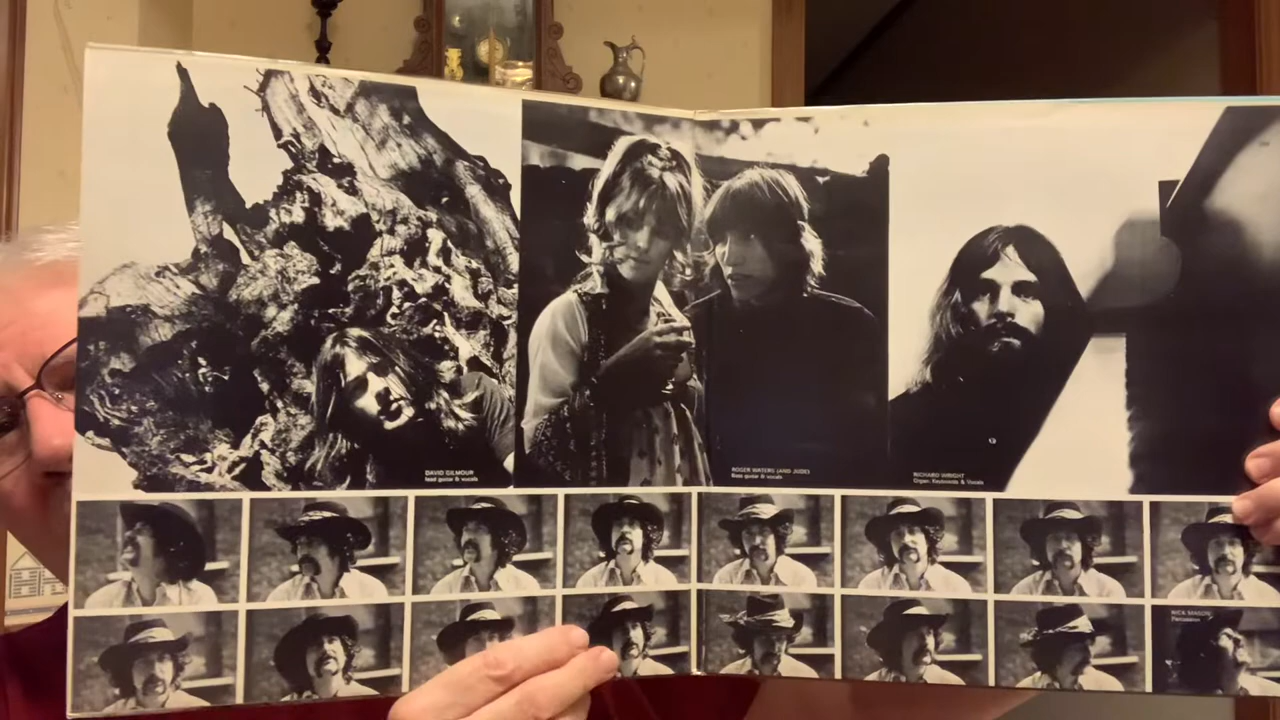 DAVID GILMOUR
lead guitar & vocals
ROGER WATERS (AND JUDE)
Bass guitar & vocals
RICHARD WRIGHT
Organ, Keyboards & Vocals
NICK MASON
Percussion